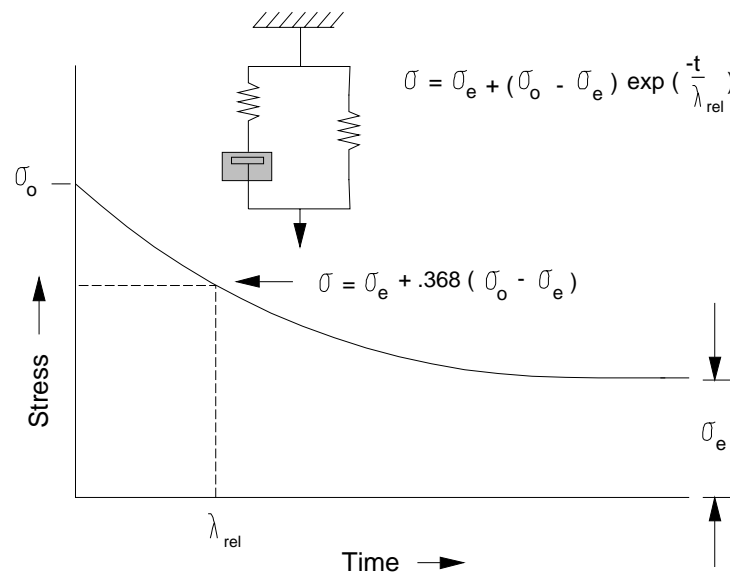 σ = σe + (σo - σe) exp (-t/λrel)
σo
σ = σe + .368 (σo - σe)
Stress
σe
λrel
Time